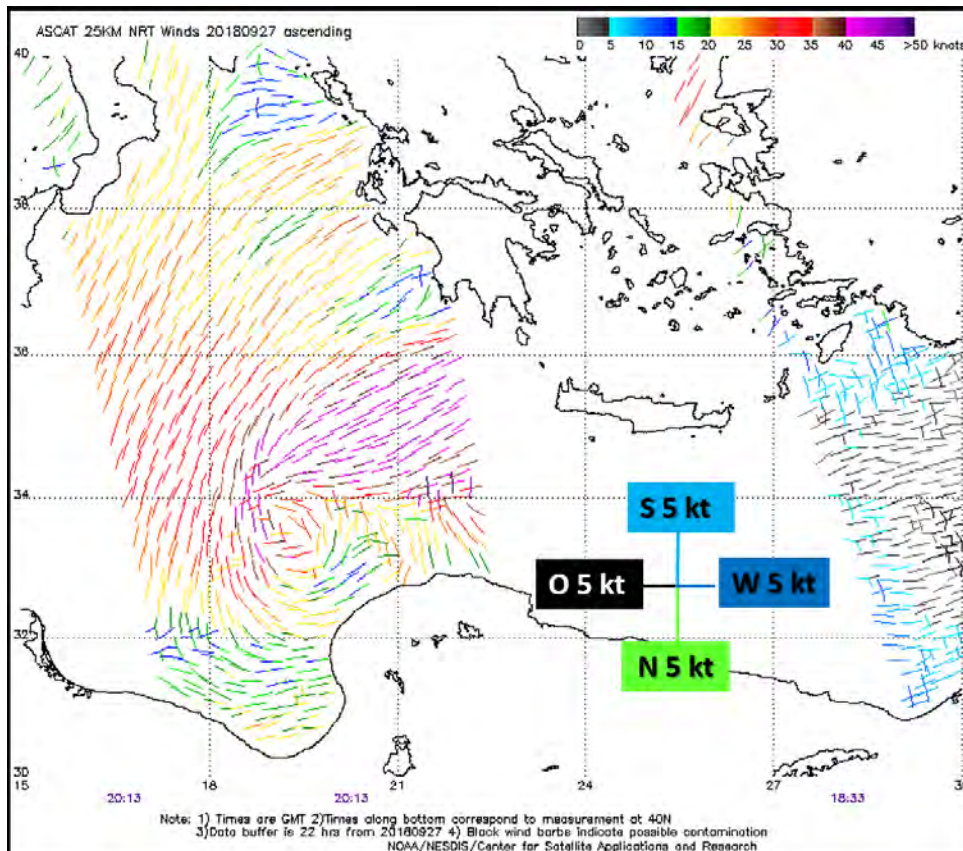 ASCAT 25KM NRT Winds 20180927 ascending
0 5 10 15 20 25 30 35 40 45 >50 knots
40
38
36
34
S 5 kt
O 5 kt W 5 kt
32
N 5 kt
30
15 18 21 24 27
20:13 20:13 18:33
Note: 1) Times are GMT 2)Times along bottom correspond to measurement at 40N
3)Data buffer is 22 hrs from 20180927 4) Black wind barbs indicate possible contamination
NOAA/NESDIS/Center for Satellite Applications and Research